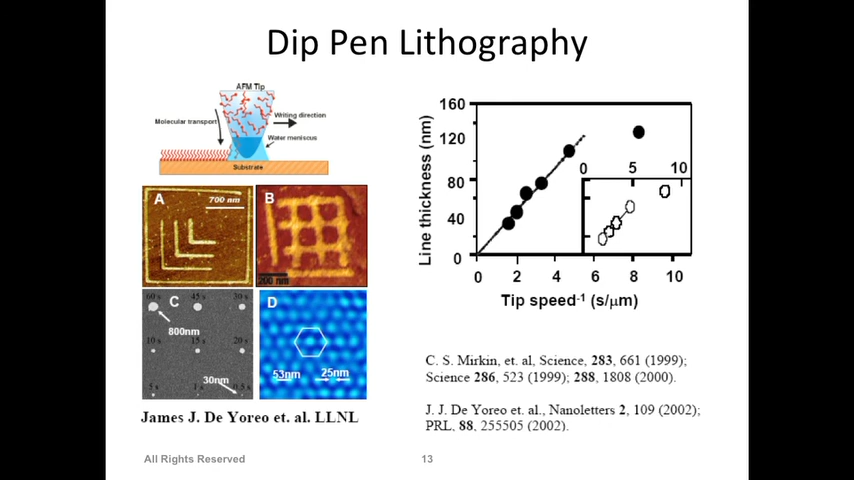 Dip Pen Lithography
AFM Tip
Molecular transport
Writing direction
Water meniscus
Substrate
A
700 nm
B
200 nm
60 s
C
45 s
30 s
800nm
10 s
15 s
20 s
30nm
5 s
1 s
D
53nm
25nm
James J. De Yoreo et. al. LLNL
Line thickness (nm)
160
120
80
40
0
0
2
4
6
8
10
Tip speed-1 (s/μm)
0
5
10
C. S. Mirkin, et. al, Science, 283, 661 (1999);
Science 286, 523 (1999); 288, 1808 (2000).
J. J. De Yoreo et. al., Nanoletters 2, 109 (2002);
PRL, 88, 255505 (2002).
All Rights Reserved
13